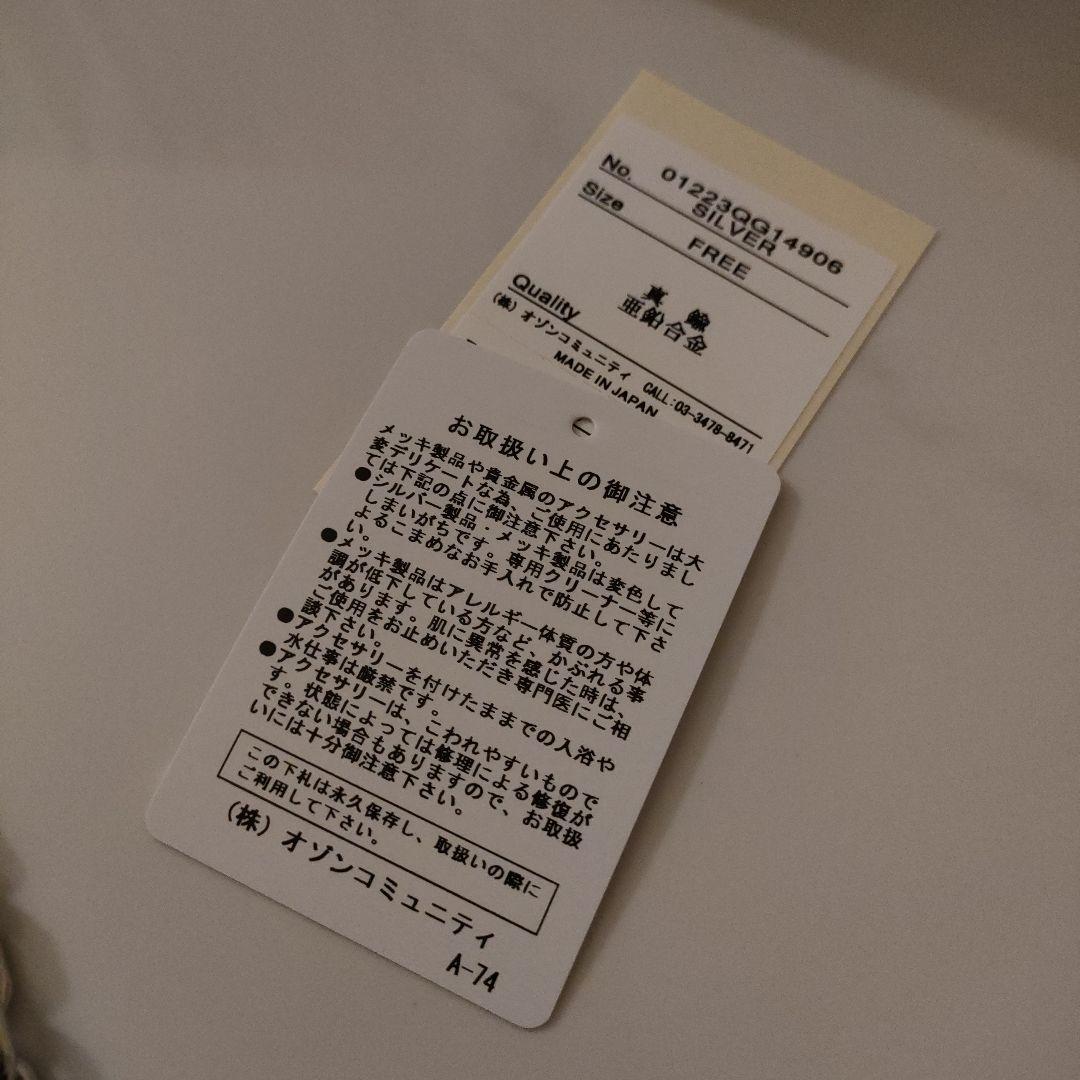 No. 01223QG14906
SILVER
Size FREE
Quality 真鍮
亜鉛合金
(株) オゾンコミュニティ CALL:03-3478-8471
MADE IN JAPAN
お取扱い上の御注意
メッキ製品や貴金属のアクセサリーは大
変デリケートな為、ご使用にあたりまし
ては下記の点に御注意下さい。
●シルバー製品・メッキ製品は変色して
しまいがちです。専用クリーナー等に
よるこまめなお手入れで防止して下さ
い。
●メッキ製品はアレルギー体質の方や体
調が低下している方など、かぶれる事
があります。肌に異常を感じた時は、
ご使用をお止めいただき専門医にご相
談下さい。
●アクセサリーを付けたままでの入浴や
水仕事は厳禁です。
●アクセサリーは、こわれやすいもので
す。状態によっては修理による修復が
できない場合もありますので、お取扱
いには十分御注意下さい。
この下札は永久保存し、取扱いの際に
ご利用して下さい。
(株) オゾンコミュニティ
A-74